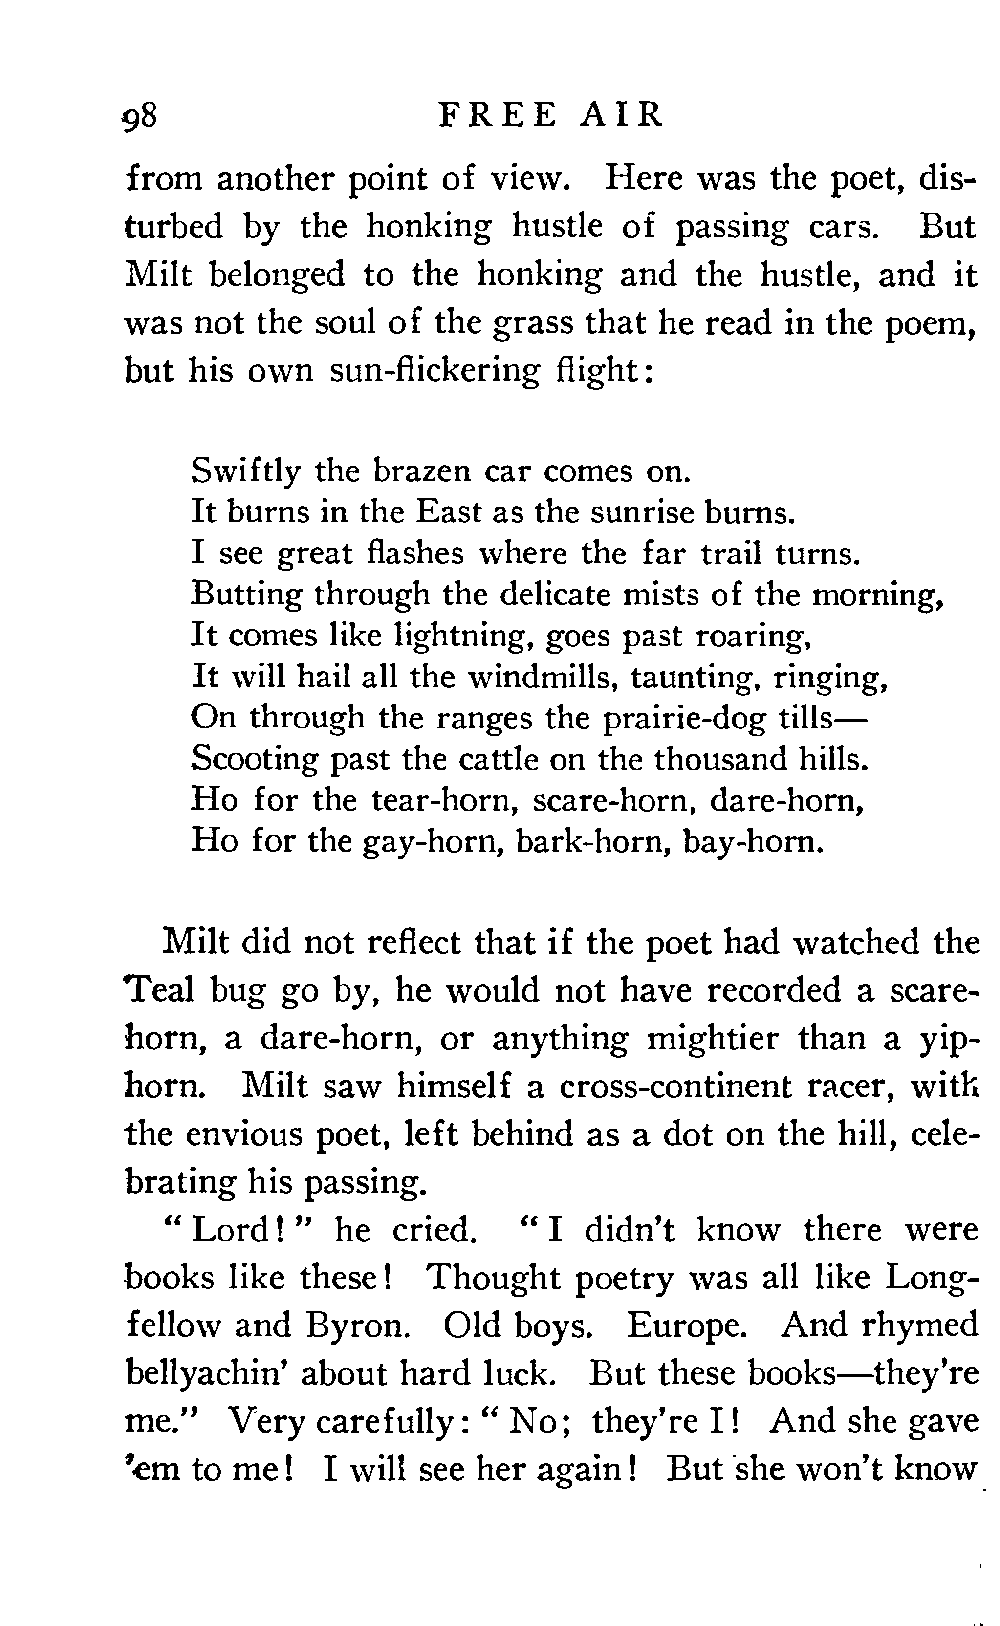 98 FREE AIR
from another point of view. Here was the poet, dis-
turbed by the honking hustle of passing cars. But
Milt belonged to the honking and the hustle, and it
was not the soul of the grass that he read in the poem,
but his own sun-flickering flight:
Swiftly the brazen car comes on.
It burns in the East as the sunrise burns.
I see great flashes where the far trail turns.
Butting through the delicate mists of the morning,
It comes like lightning, goes past roaring,
It will hail all the windmills, taunting, ringing,
On through the ranges the prairie-dog tills—
Scooting past the cattle on the thousand hills.
Ho for the tear-horn, scare-horn, dare-horn,
Ho for the gay-horn, bark-horn, bay-horn.
Milt did not reflect that if the poet had watched the
Teal bug go by, he would not have recorded a scare-
horn, a dare-horn, or anything mightier than a yip-
horn. Milt saw himself a cross-continent racer, with
the envious poet, left behind as a dot on the hill, cele-
brating his passing.
“ Lord! ” he cried. “ I didn't know there were
books like these! Thought poetry was all like Long-
fellow and Byron. Old boys. Europe. And rhymed
bellyachin' about hard luck. But these books—they're
me.” Very carefully: “ No; they're I! And she gave
'em to me! I will see her again! But she won't know